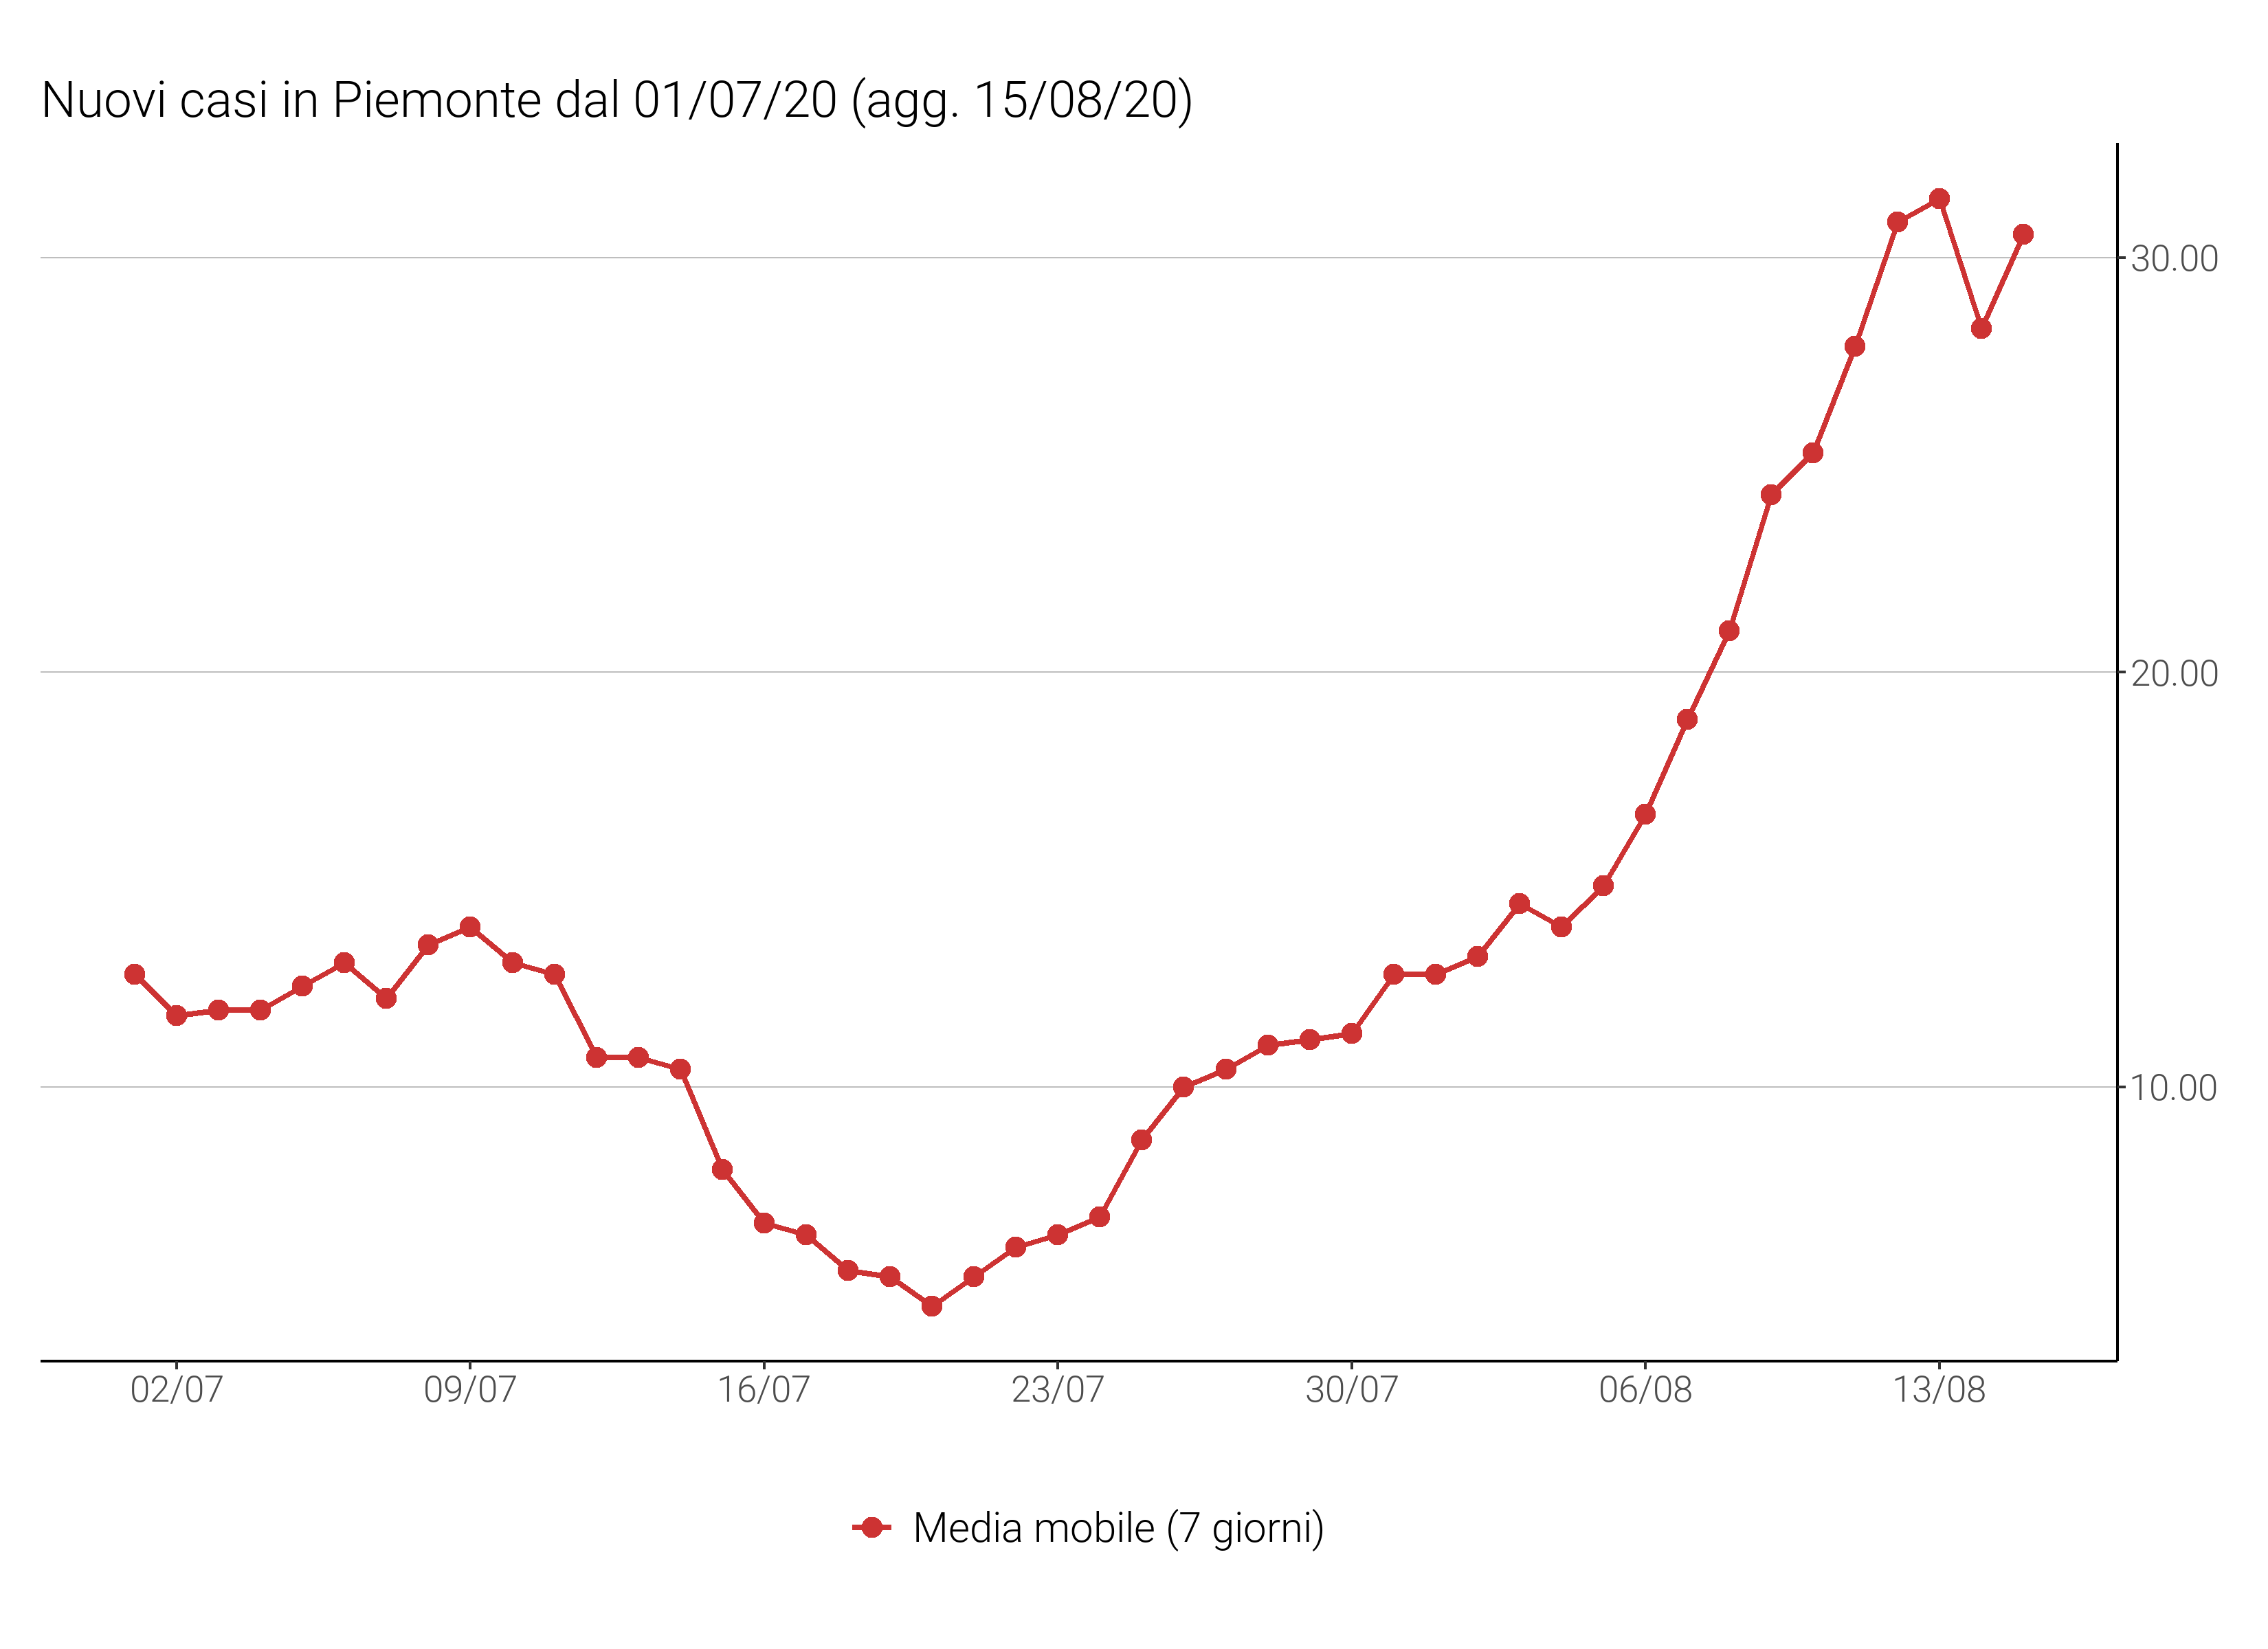 Nuovi casi in Piemonte dal 01/07/20 (agg. 15/08/20)
30.00
20.00
10.00
02/07 09/07 16/07 23/07 30/07 06/08 13/08
Media mobile (7 giorni)